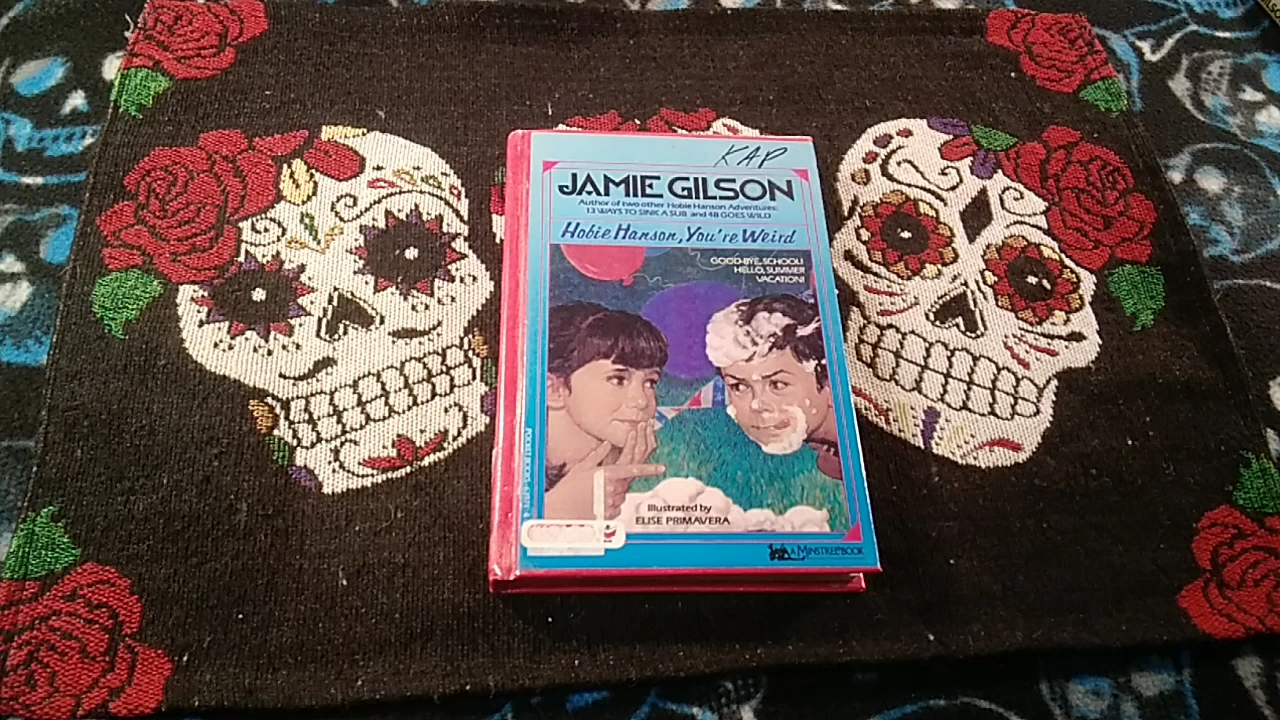 KAP
JAMIE GILSON
Author of two other Hobie Hanson Adventures:
13 WAYS TO SINK A SUB and 4B GOES WILD
Hobie Hanson, You're Weird
GOOD-BYE, SCHOOL!
HELLO, SUMMER
VACATION!
Illustrated by
ELISE PRIMAVERA
A MINSTREL BOOK